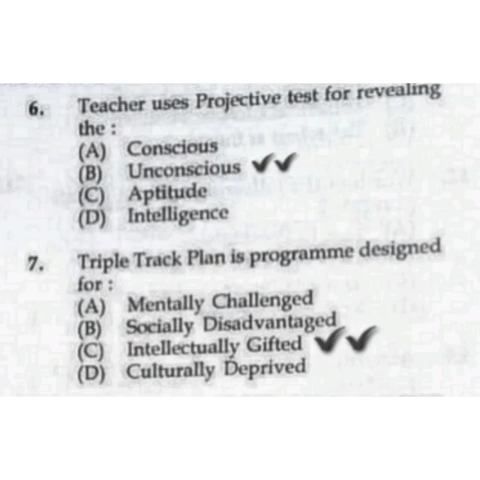 6. Teacher uses Projective test for revealing
the :
(A) Conscious
(B) Unconscious
(C) Aptitude
(D) Intelligence
7. Triple Track Plan is programme designed
for :
(A) Mentally Challenged
(B) Socially Disadvantaged
(C) Intellectually Gifted
(D) Culturally Deprived